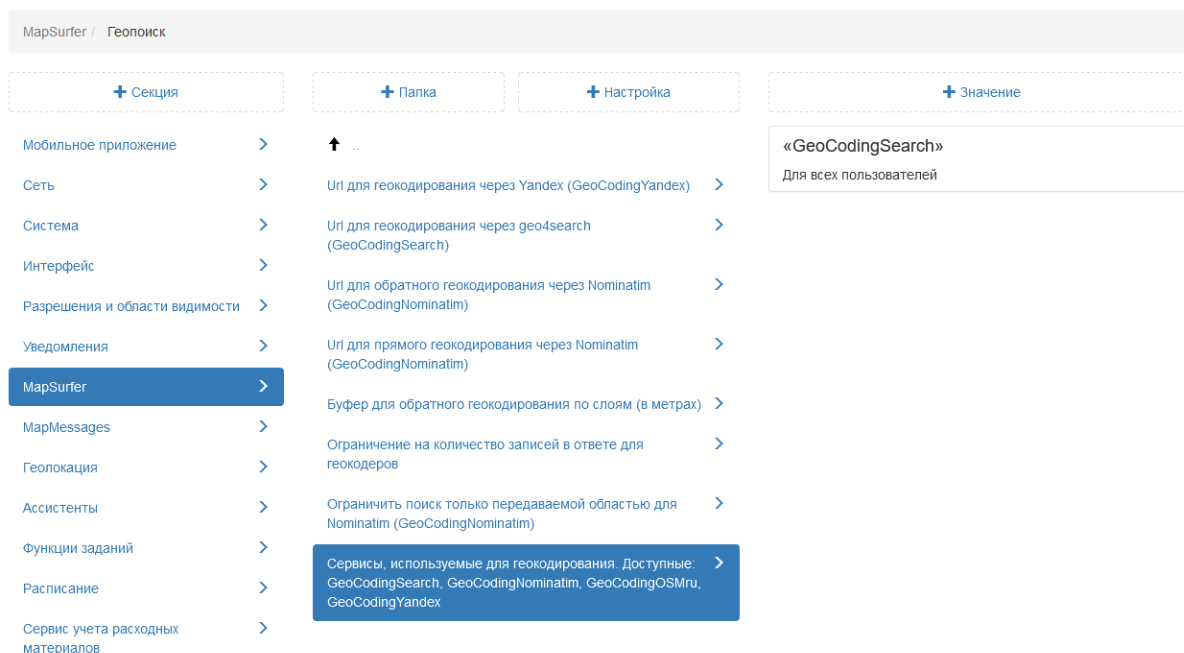 MapSurfer / Геопоиск
+ Секция
+ Папка
+ Настройка
+ Значение
Мобильное приложение
Сеть
Система
Интерфейс
Разрешения и области видимости
Уведомления
MapSurfer
MapMessages
Геолокация
Ассистенты
Функции заданий
Расписание
Сервис учета расходных
материалов
..
Url для геокодирования через Yandex (GeoCodingYandex)
Url для геокодирования через geo4search
(GeoCodingSearch)
Url для обратного геокодирования через Nominatim
(GeoCodingNominatim)
Url для прямого геокодирования через Nominatim
(GeoCodingNominatim)
Буфер для обратного геокодирования по слоям (в метрах)
Ограничение на количество записей в ответе для
геокодеров
Ограничить поиск только передаваемой областью для
Nominatim (GeoCodingNominatim)
Сервисы, используемые для геокодирования. Доступные:
GeoCodingSearch, GeoCodingNominatim, GeoCodingOSMru,
GeoCodingYandex
«GeoCodingSearch»
Для всех пользователей